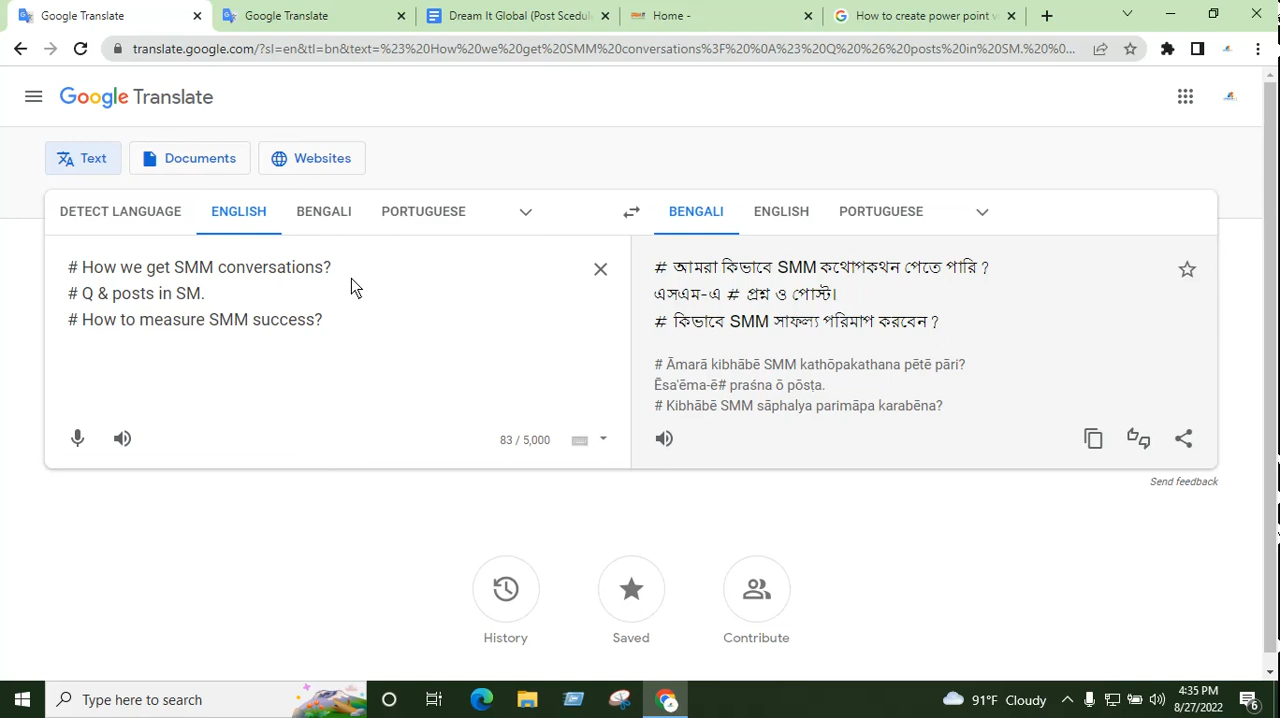 Google Translate
Google Translate
Dream It Global (Post Scedul
Home -
How to create power point v
translate.google.com/?sl=en&tl=bn&text=%23%20How%20we%20get%20SMM%20conversations%3F%20%0A%23%20Q%20%26%20posts%20in%20SM.%20%0...
Google Translate
Text
Documents
Websites
DETECT LANGUAGE
ENGLISH
BENGALI
PORTUGUESE
BENGALI
ENGLISH
PORTUGUESE
# How we get SMM conversations?
# Q & posts in SM.
# How to measure SMM success?
83 / 5,000
# আমরা কিভাবে SMM কথোপকথন পেতে পারি ?
এসএম-এ # প্রশ্ন ও পোস্ট।
# কিভাবে SMM সাফল্য পরিমাপ করবেন ?
# Āmarā kibhābē SMM kathōpakathana pētē pāri?
Ēsa'ēma-ē# praśna ō pōsṭa.
# Kibhābē SMM sāphalya parimāpa karabēna?
Send feedback
History
Saved
Contribute
Type here to search
91°F Cloudy
4:35 PM
8/27/2022
6